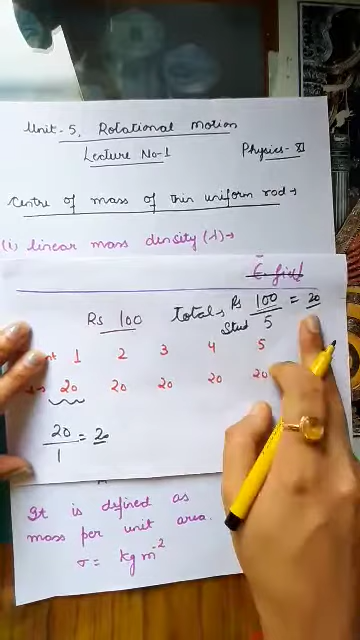 Unit-5, Rotational Motion
Lecture No-1 Physics-XI
Centre of mass of thin uniform rod→
(i) linear mass density (λ)→
Rs 100 Total Rs 100 = 20
Stud 5
1 2 3 4 5
20 20 20 20 20
20 = 20
1
It is defined as
mass per unit area.
σ = kg m⁻²